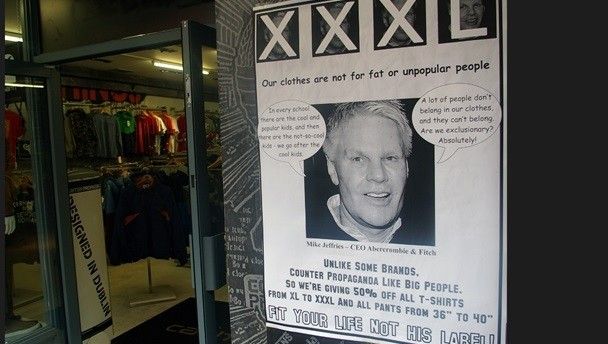 XXXL
Our clothes are not for fat or unpopular people
In every school
there are the cool and
popular kids, and then
there are the not-so-cool
kids - we go after the
cool kids.
A lot of people don't
belong in our clothes,
and they can't belong.
Are we exclusionary?
Absolutely!
Mike Jeffries - CEO Abercrombie & Fitch
Unlike Some Brands,
Counter Propaganda Like Big People.
So we're giving 50% off all T-shirts
from XL to XXXL and all pants from 36" to 40"
FIT YOUR LIFE NOT HIS LABEL!
DESIGNED IN DUBLIN